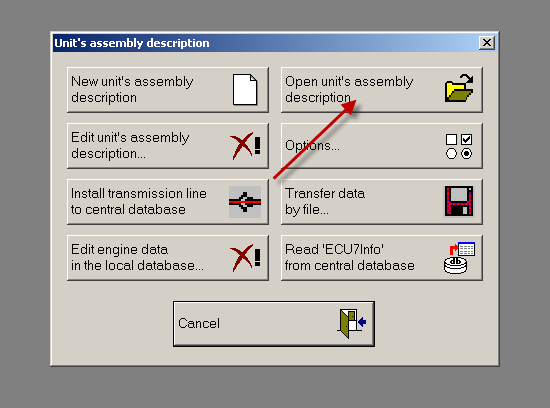 Unit's assembly description
New unit's assembly
description
Open unit's assembly
description
Edit unit's assembly
description...
Options...
Install transmission line
to central database
Transfer data
by file...
Edit engine data
in the local database...
Read 'ECU7Info'
from central database
Cancel